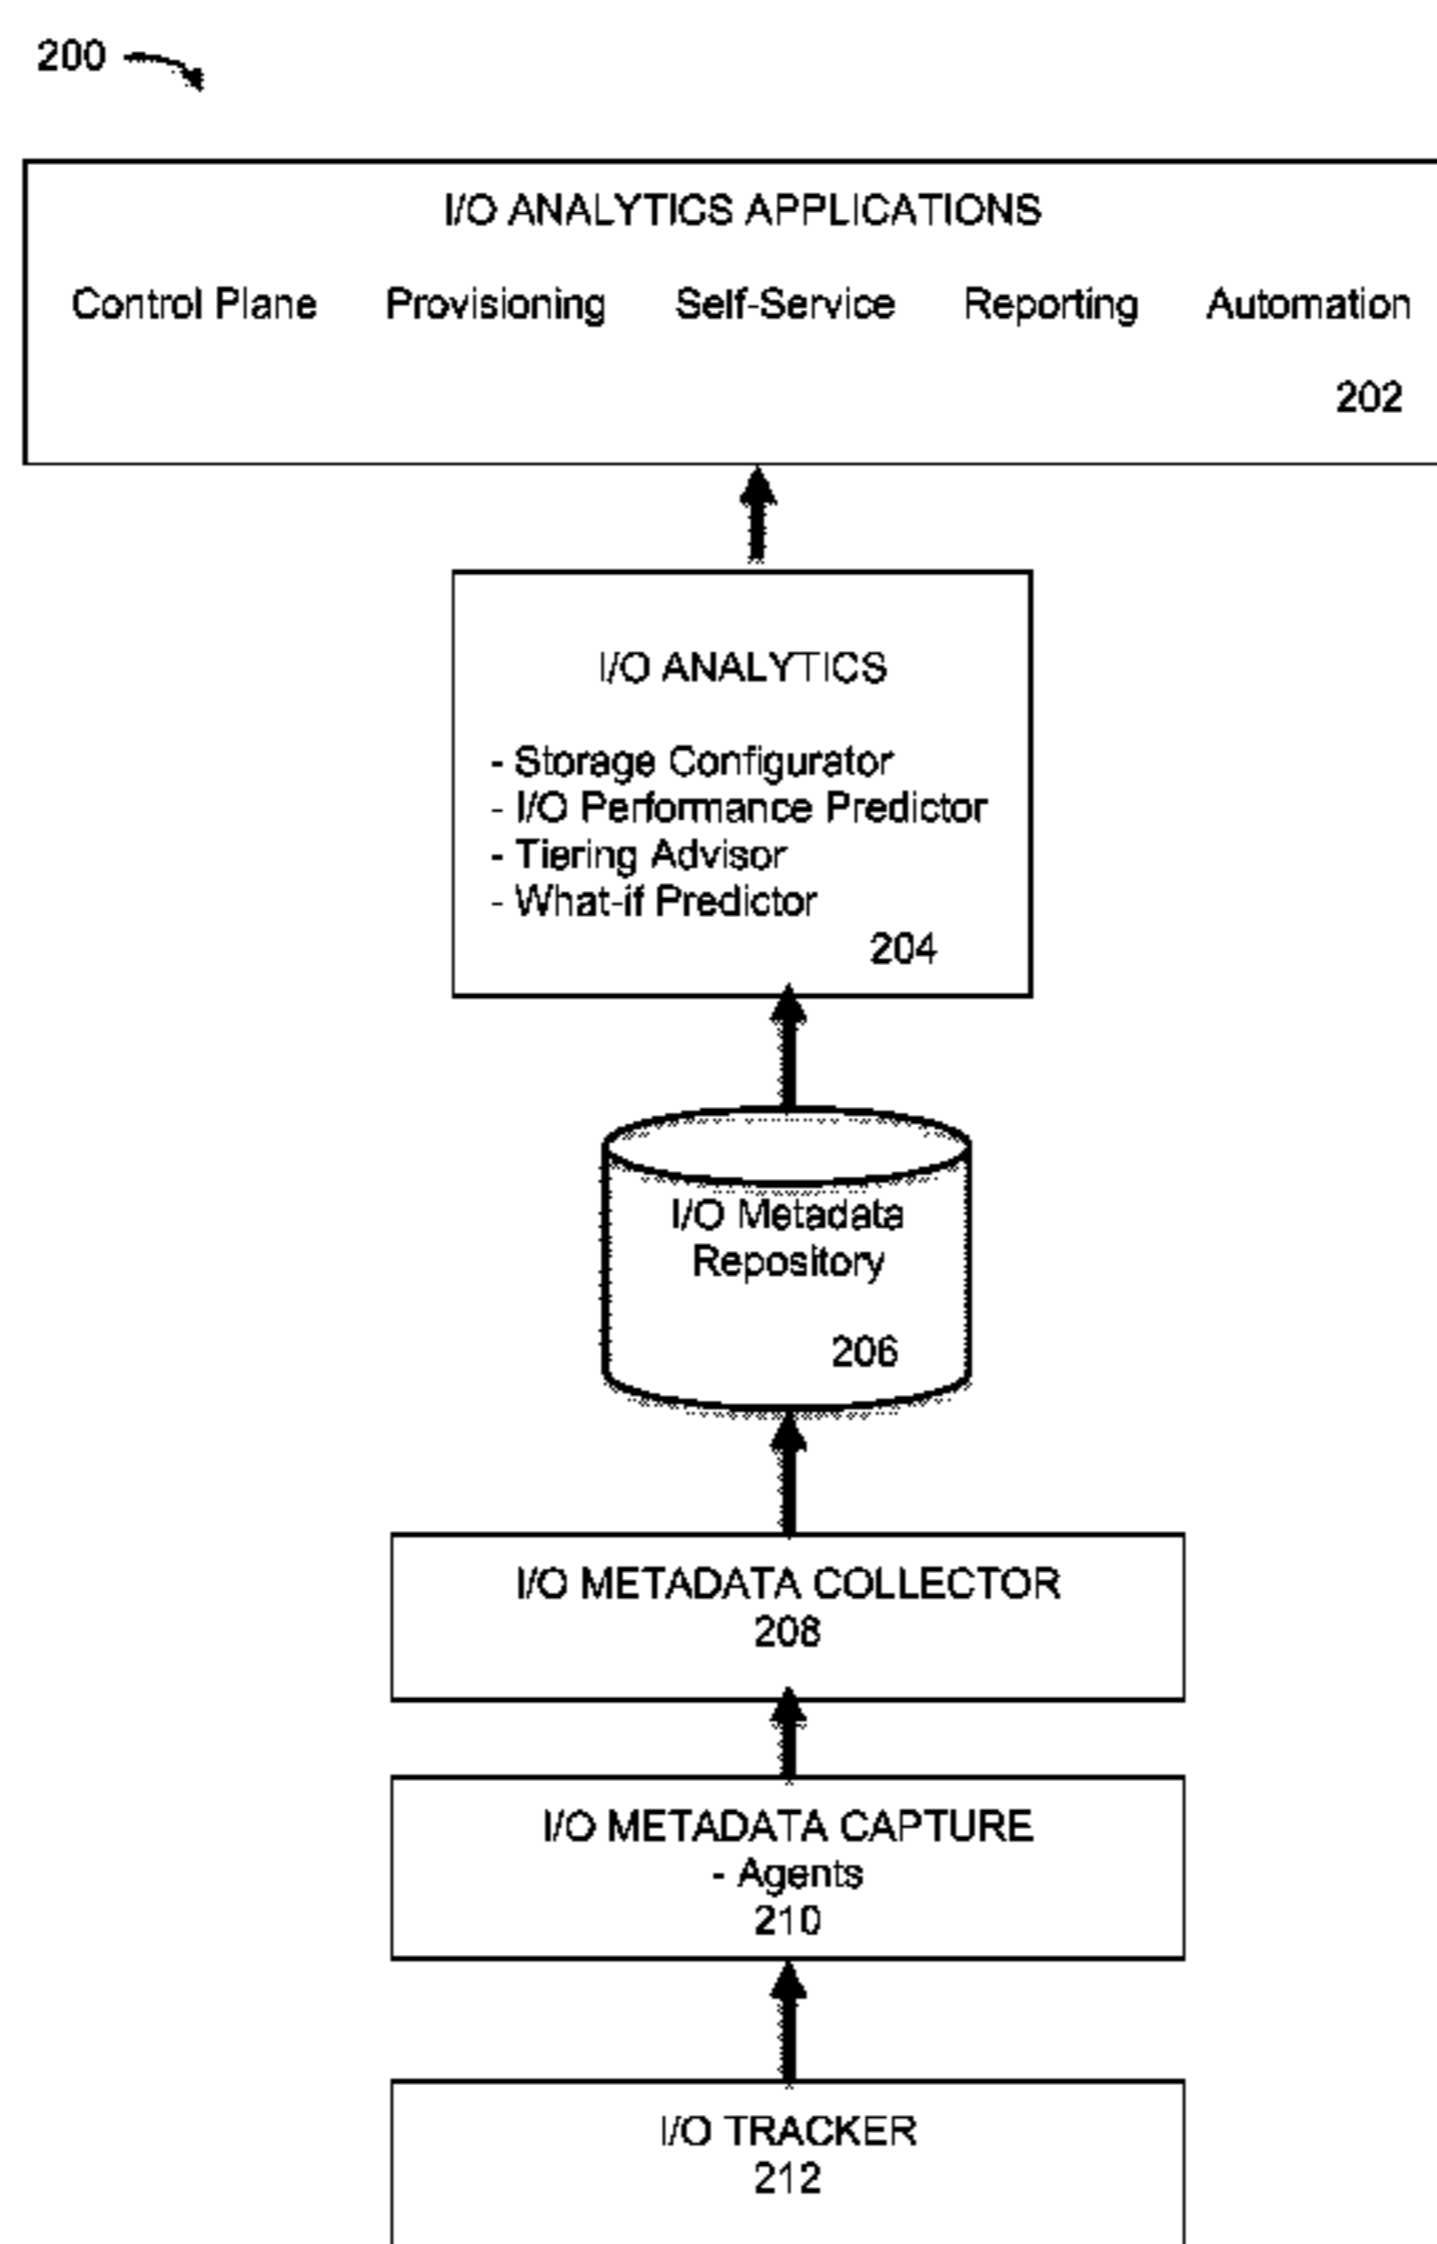 200
I/O ANALYTICS APPLICATIONS
Control Plane Provisioning Self-Service Reporting Automation
202
I/O ANALYTICS
- Storage Configurator
- I/O Performance Predictor
- Tiering Advisor
- What-if Predictor
204
I/O Metadata
Repository
206
I/O METADATA COLLECTOR
208
I/O METADATA CAPTURE
- Agents
210
I/O TRACKER
212